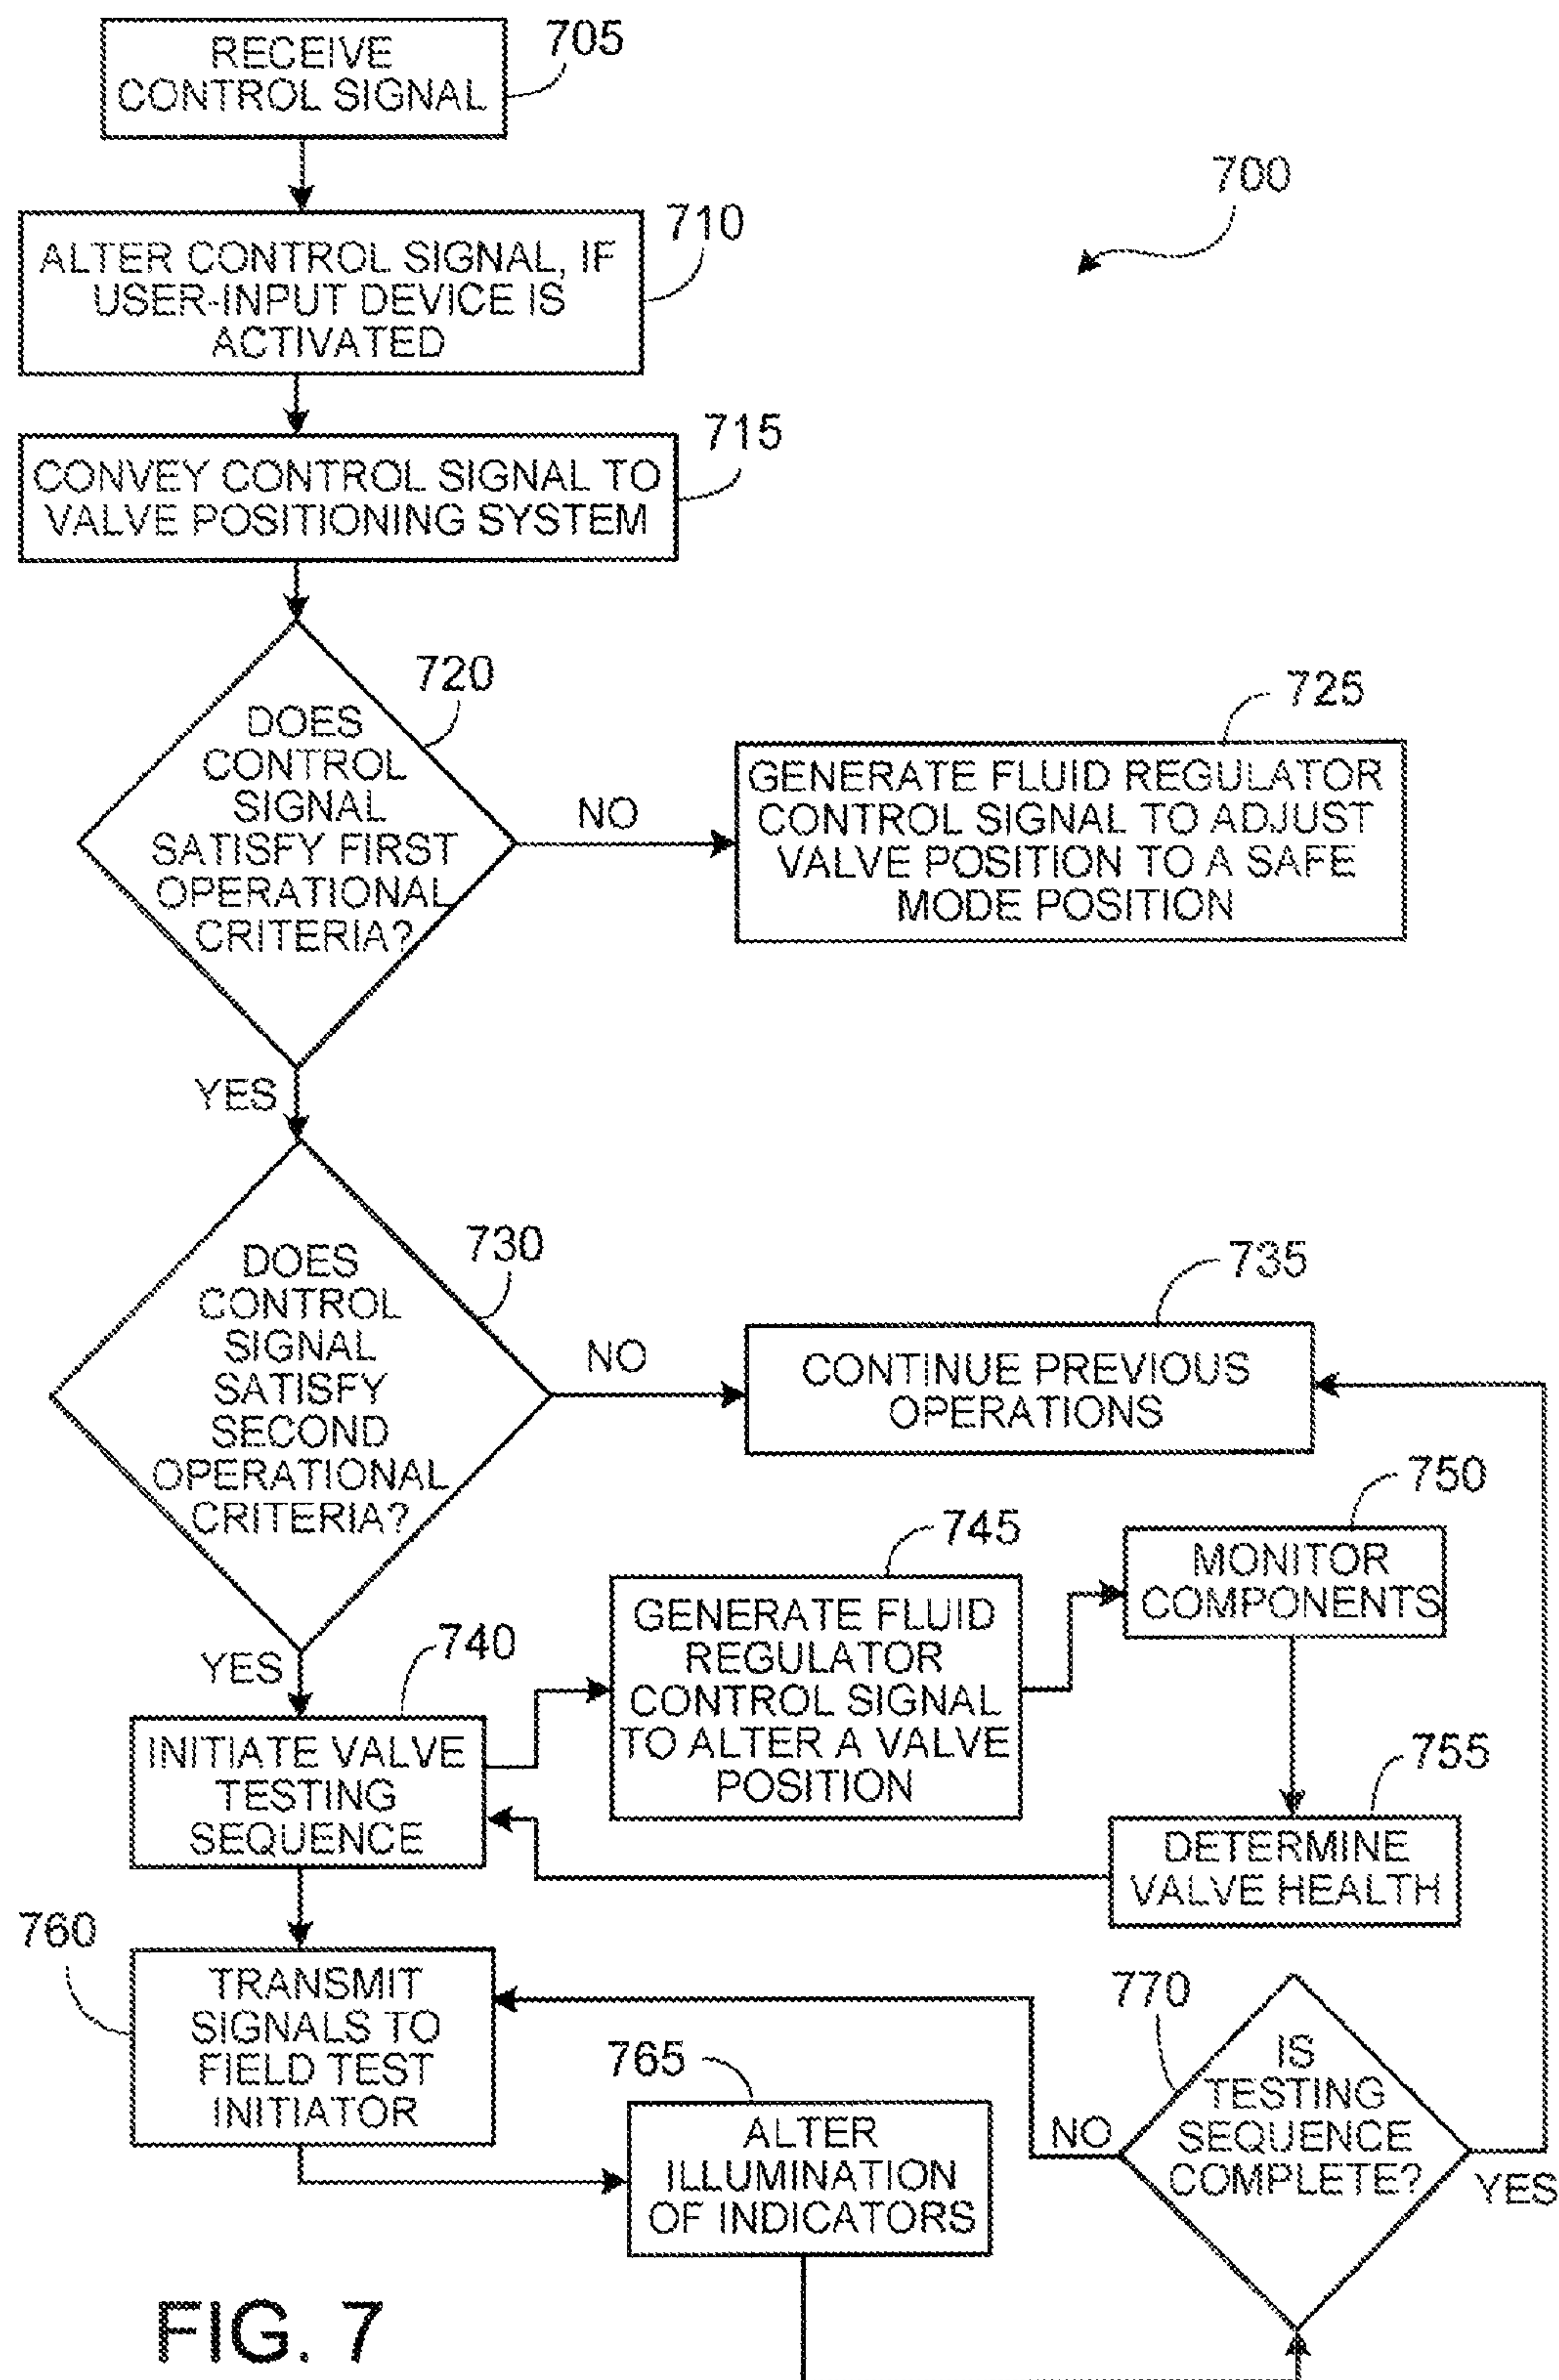 RECEIVE
CONTROL SIGNAL
705
700
ALTER CONTROL SIGNAL, IF
USER-INPUT DEVICE IS
ACTIVATED
710
CONVEY CONTROL SIGNAL TO
VALVE POSITIONING SYSTEM
715
DOES
CONTROL
SIGNAL
SATISFY FIRST
OPERATIONAL
CRITERIA?
720
NO
725
GENERATE FLUID REGULATOR
CONTROL SIGNAL TO ADJUST
VALVE POSITION TO A SAFE
MODE POSITION
YES
DOES
CONTROL
SIGNAL
SATISFY
SECOND
OPERATIONAL
CRITERIA?
730
NO
735
CONTINUE PREVIOUS
OPERATIONS
YES
740
INITIATE VALVE
TESTING
SEQUENCE
745
GENERATE FLUID
REGULATOR
CONTROL SIGNAL
TO ALTER A VALVE
POSITION
750
MONITOR
COMPONENTS
755
DETERMINE
VALVE HEALTH
760
TRANSMIT
SIGNALS TO
FIELD TEST
INITIATOR
765
ALTER
ILLUMINATION
OF INDICATORS
770
IS
TESTING
SEQUENCE
COMPLETE?
NO
YES
FIG. 7